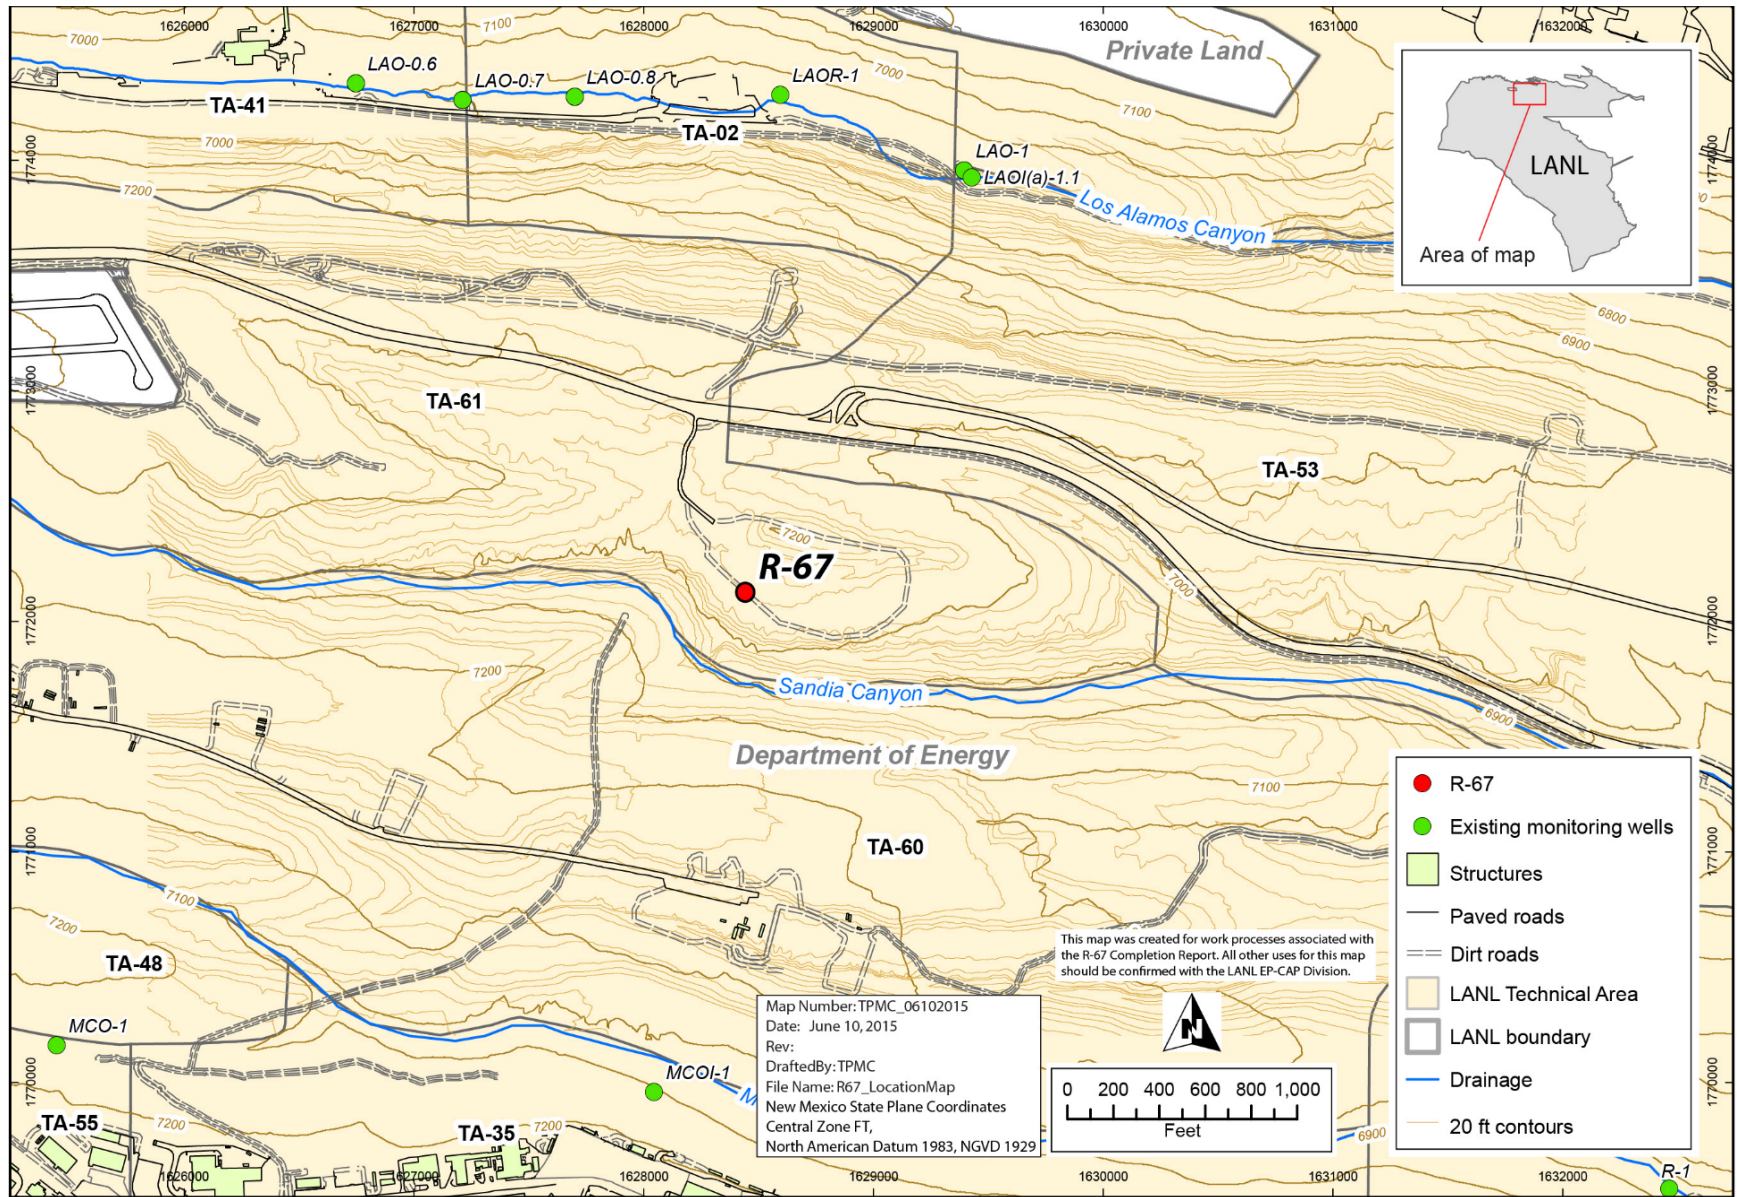 1626000
1627000
1628000
1629000
1630000
1631000
1632000
7000
7100
Private Land
LAO-0.6
LAO-0.7
LAO-0.8
LAOR-1
7000
7100
TA-41
TA-02
1774000
1774000
7000
7200
LAO-1
LAOI(a)-1.1
Los Alamos Canyon
LANL
Area of map
6800
6900
1773000
1773000
TA-61
TA-53
7200
R-67
7000
1772000
1772000
7200
Sandia Canyon
6900
Department of Energy
7100
1771000
1771000
TA-60
7100
7200
TA-48
MCO-1
MCOI-1
M
1770000
1770000
TA-55
7200
TA-35
7200
6900
R-1
1626000
1627000
1628000
1629000
1630000
1631000
1632000
This map was created for work processes associated with
the R-67 Completion Report. All other uses for this map
should be confirmed with the LANL EP-CAP Division.
Map Number: TPMC_06102015
Date: June 10, 2015
Rev:
DraftedBy: TPMC
File Name: R67_LocationMap
New Mexico State Plane Coordinates
Central Zone FT,
North American Datum 1983, NGVD 1929
N
0 200 400 600 800 1,000
Feet
R-67
Existing monitoring wells
Structures
Paved roads
Dirt roads
LANL Technical Area
LANL boundary
Drainage
20 ft contours